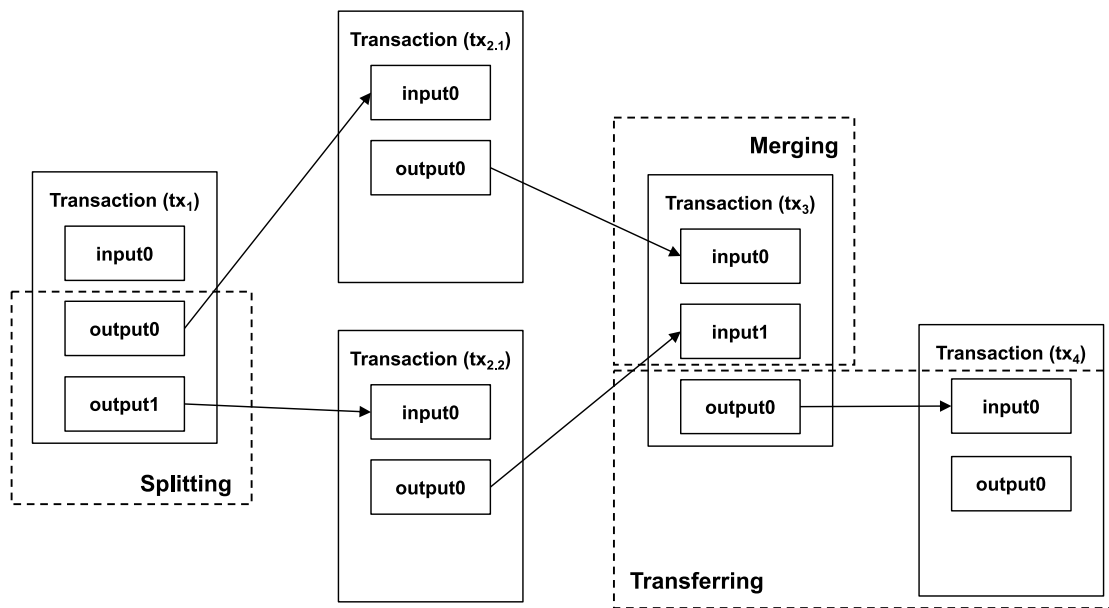 Transaction (tx1)
input0
output0
output1
Splitting
Transaction (tx2.1)
input0
output0
Transaction (tx2.2)
input0
output0
Merging
Transaction (tx3)
input0
input1
output0
Transferring
Transaction (tx4)
input0
output0